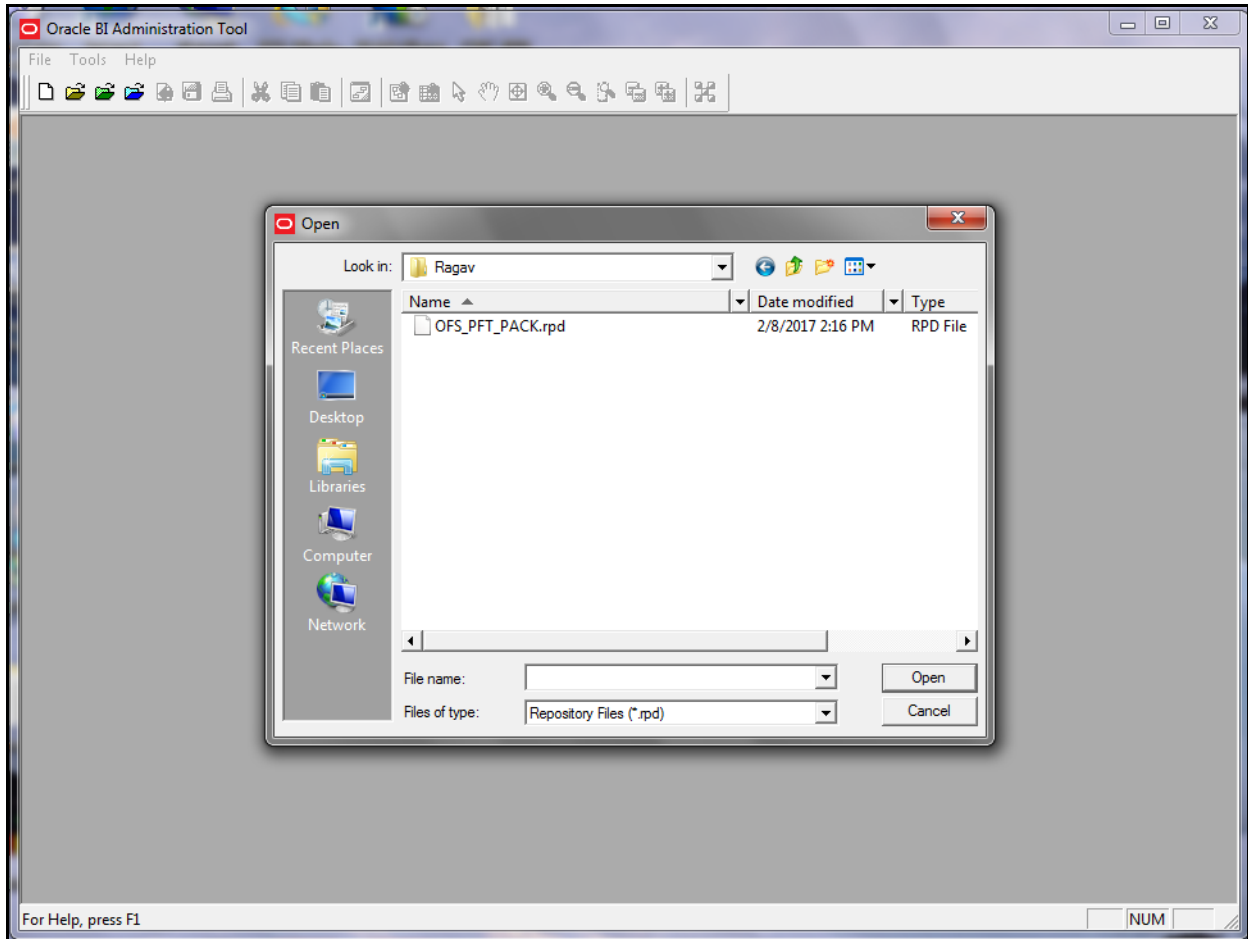 Oracle BI Administration Tool
File Tools Help
Open
Look in: Ragav
Name Date modified Type
OFS_PFT_PACK.rpd 2/8/2017 2:16 PM RPD File
Recent Places
Desktop
Libraries
Computer
Network
File name: Open
Files of type: Repository Files (*.rpd) Cancel
For Help, press F1 NUM